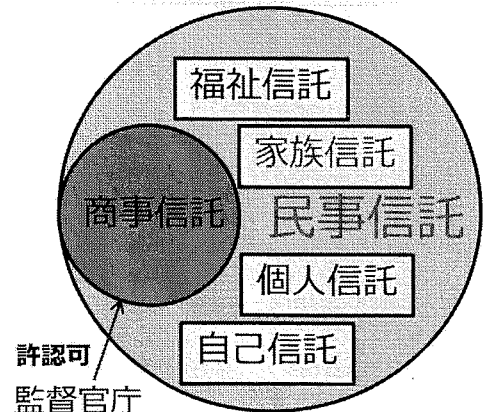 福祉信託
家族信託
商事信託
民事信託
個人信託
自己信託
許認可
監督官庁